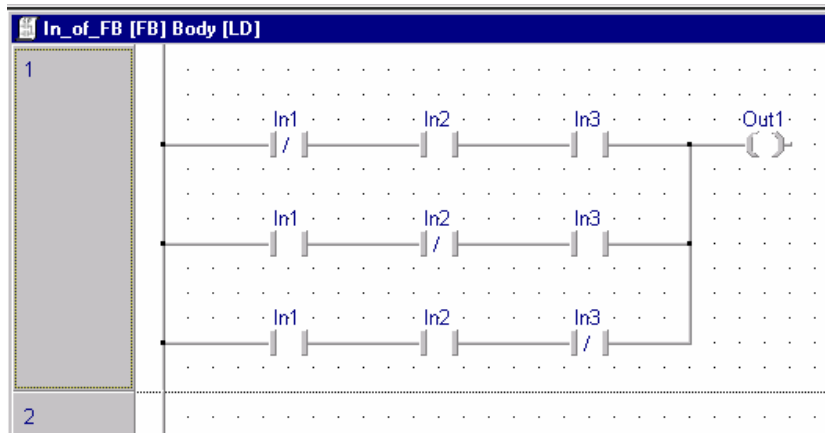 In_of_FB [FB] Body [LD]
1
In1 In2 In3 Out1
/
In1 In2 In3
/
In1 In2 In3
/
2